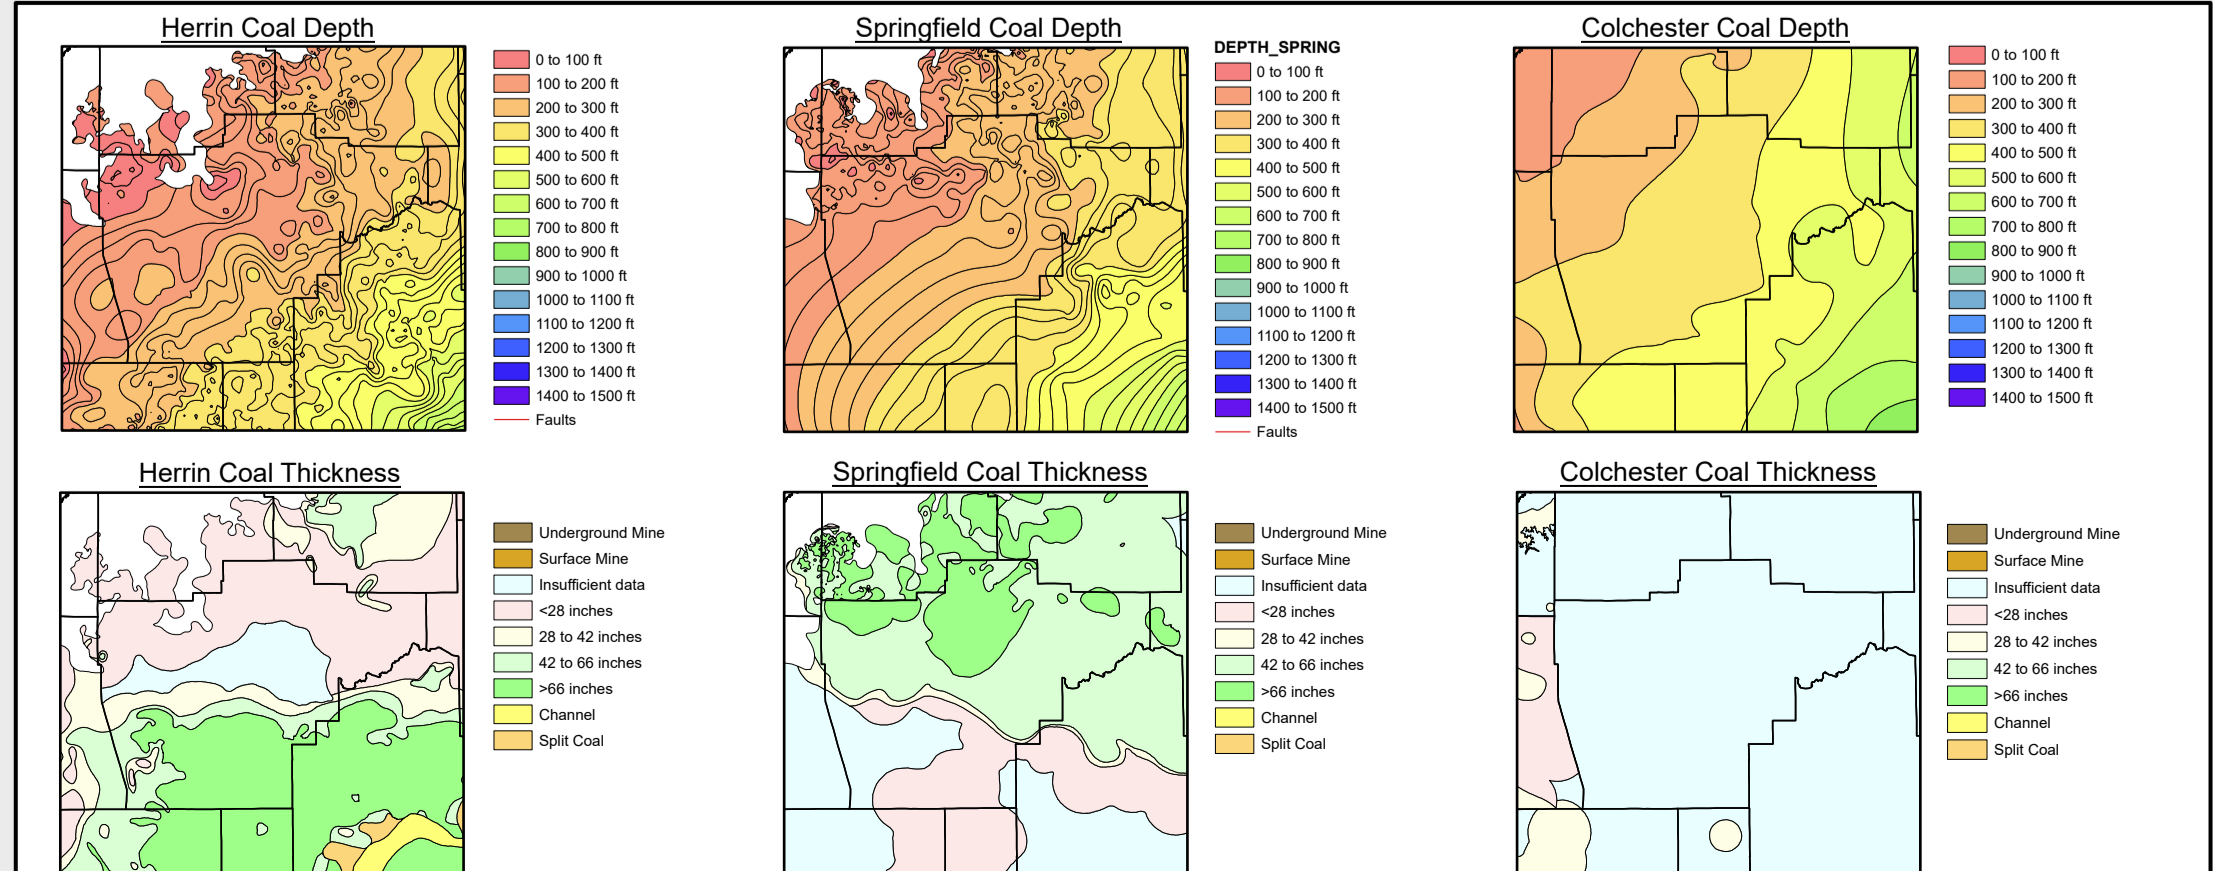 Herrin Coal Depth
0 to 100 ft
100 to 200 ft
200 to 300 ft
300 to 400 ft
400 to 500 ft
500 to 600 ft
600 to 700 ft
700 to 800 ft
800 to 900 ft
900 to 1000 ft
1000 to 1100 ft
1100 to 1200 ft
1200 to 1300 ft
1300 to 1400 ft
1400 to 1500 ft
Faults
Springfield Coal Depth
DEPTH_SPRING
0 to 100 ft
100 to 200 ft
200 to 300 ft
300 to 400 ft
400 to 500 ft
500 to 600 ft
600 to 700 ft
700 to 800 ft
800 to 900 ft
900 to 1000 ft
1000 to 1100 ft
1100 to 1200 ft
1200 to 1300 ft
1300 to 1400 ft
1400 to 1500 ft
Faults
Colchester Coal Depth
0 to 100 ft
100 to 200 ft
200 to 300 ft
300 to 400 ft
400 to 500 ft
500 to 600 ft
600 to 700 ft
700 to 800 ft
800 to 900 ft
900 to 1000 ft
1000 to 1100 ft
1100 to 1200 ft
1200 to 1300 ft
1300 to 1400 ft
1400 to 1500 ft
Herrin Coal Thickness
Underground Mine
Surface Mine
Insufficient data
<28 inches
28 to 42 inches
42 to 66 inches
>66 inches
Channel
Split Coal
Springfield Coal Thickness
Underground Mine
Surface Mine
Insufficient data
<28 inches
28 to 42 inches
42 to 66 inches
>66 inches
Channel
Split Coal
Colchester Coal Thickness
Underground Mine
Surface Mine
Insufficient data
<28 inches
28 to 42 inches
42 to 66 inches
>66 inches
Channel
Split Coal